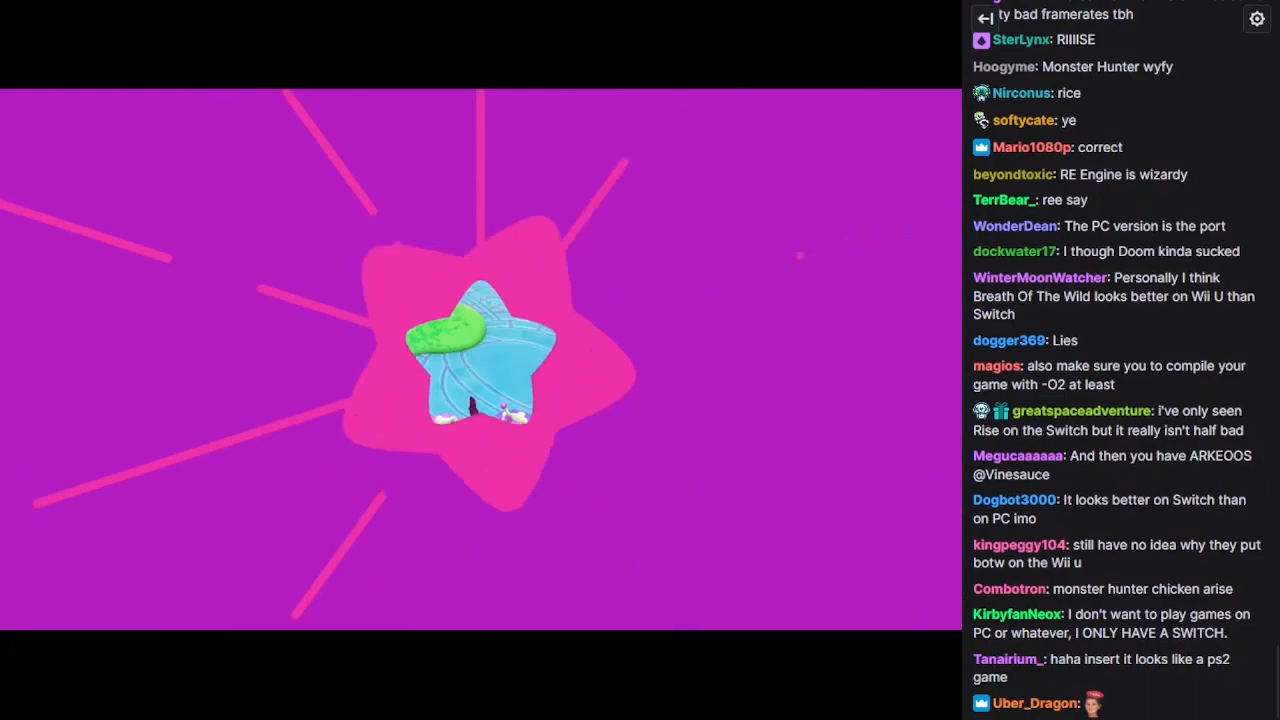 ty bad framerates tbh
SterLynx: RIIIISE
Hoogyme: Monster Hunter wyfy
Nirconus: rice
softycate: ye
Mario1080p: correct
beyondtoxic: RE Engine is wizardy
TerrBear_: ree say
WonderDean: The PC version is the port
dockwater17: I though Doom kinda sucked
WinterMoonWatcher: Personally I think
Breath Of The Wild looks better on Wii U than
Switch
dogger369: Lies
magios: also make sure you to compile your
game with -O2 at least
greatspaceadventure: i've only seen
Rise on the Switch but it really isn't half bad
Megucaaaaaa: And then you have ARKEOOS
@Vinesauce
Dogbot3000: It looks better on Switch than
on PC imo
kingpeggy104: still have no idea why they put
botw on the Wii u
Combotron: monster hunter chicken arise
KirbyfanNeox: I don't want to play games on
PC or whatever, I ONLY HAVE A SWITCH.
Tanairium_: haha insert it looks like a ps2
game
Uber_Dragon: